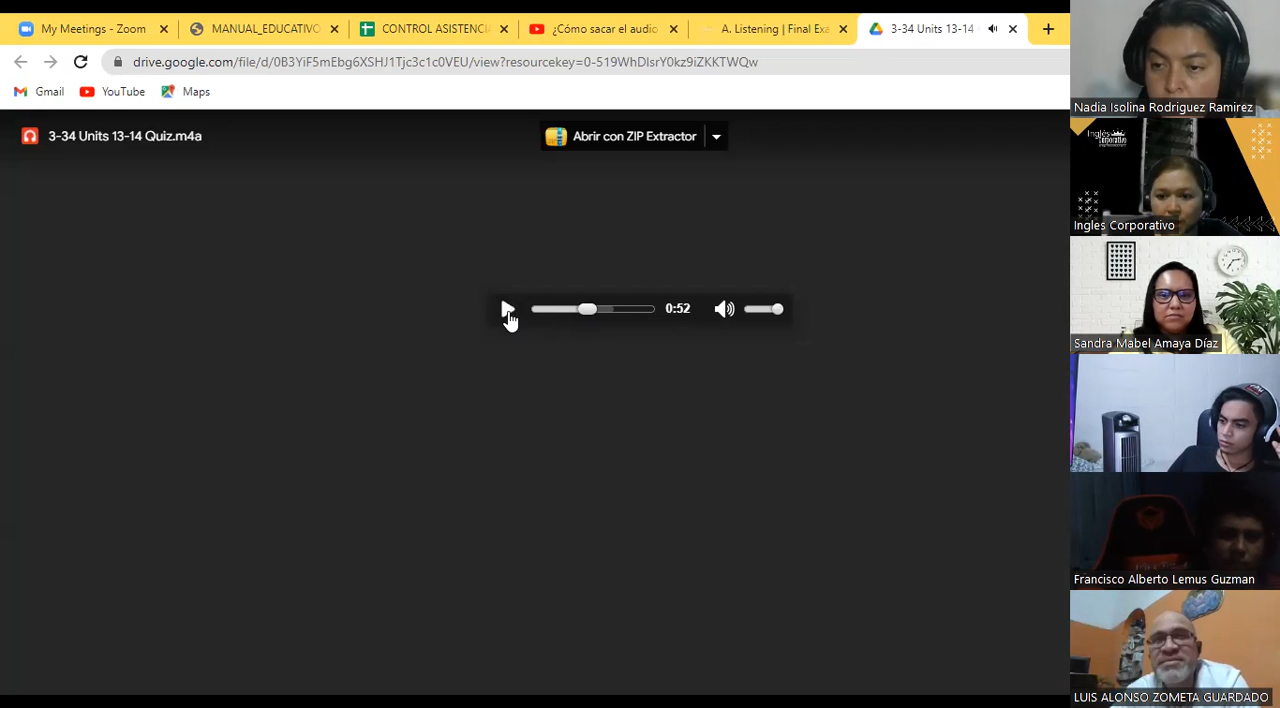 My Meetings - Zoom
MANUAL_EDUCATIVO
CONTROL ASISTENCI
¿Cómo sacar el audio
A. Listening | Final Exa
3-34 Units 13-14
drive.google.com/file/d/0B3YiF5mEbg6XSHJ1Tjc3c1c0VEU/view?resourcekey=0-519WhDIsrY0kz9iZKKTWQw
Gmail
YouTube
Maps
3-34 Units 13-14 Quiz.m4a
Abrir con ZIP Extractor
0:52
Nadia Isolina Rodriguez Ramirez
Inglés
Corporativo
Ingles Corporativo
Sandra Mabel Amaya Díaz
Francisco Alberto Lemus Guzman
LUIS ALONSO ZOMETA GUARDADO